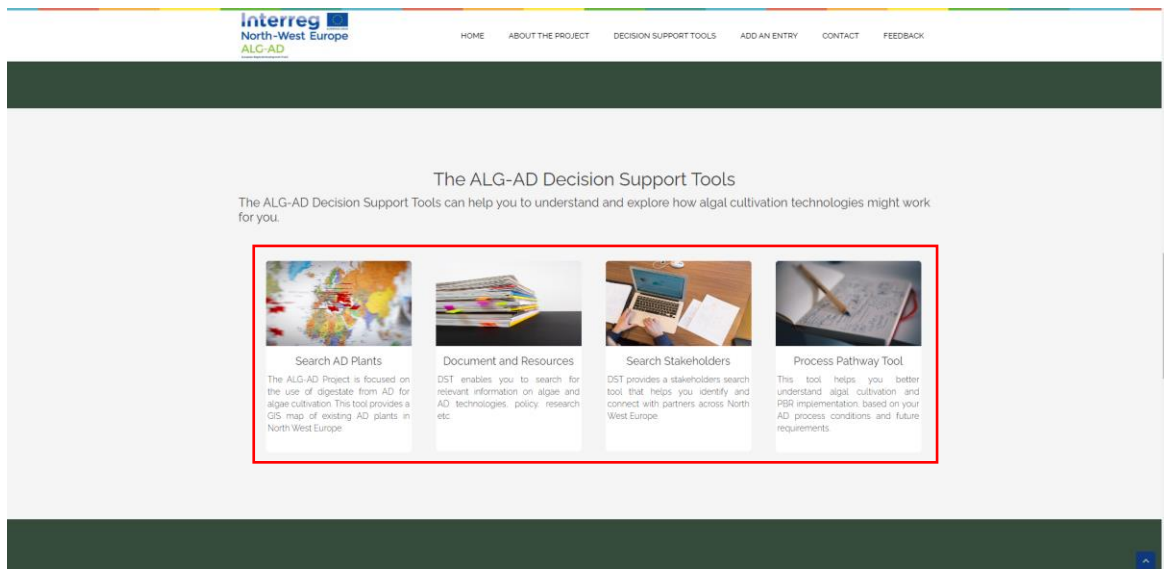 Interreg
North-West Europe
ALG-AD
HOME ABOUT THE PROJECT DECISION SUPPORT TOOLS ADD AN ENTRY CONTACT FEEDBACK
The ALG-AD Decision Support Tools
The ALG-AD Decision Support Tools can help you to understand and explore how algal cultivation technologies might work
for you.
Search AD Plants
The ALG-AD Project is focused on
the use of digestate from AD for
algae cultivation. This tool provides a
GIS map of existing AD plants in
North West Europe.
Document and Resources
DST enables you to search for
relevant information on algae and
AD technologies, policy, research
etc.
Search Stakeholders
DST provides a stakeholders search
tool that helps you identify and
connect with partners across North
West Europe.
Process Pathway Tool
This tool helps you better
understand algal cultivation and
PBR implementation, based on your
AD process conditions and future
requirements.